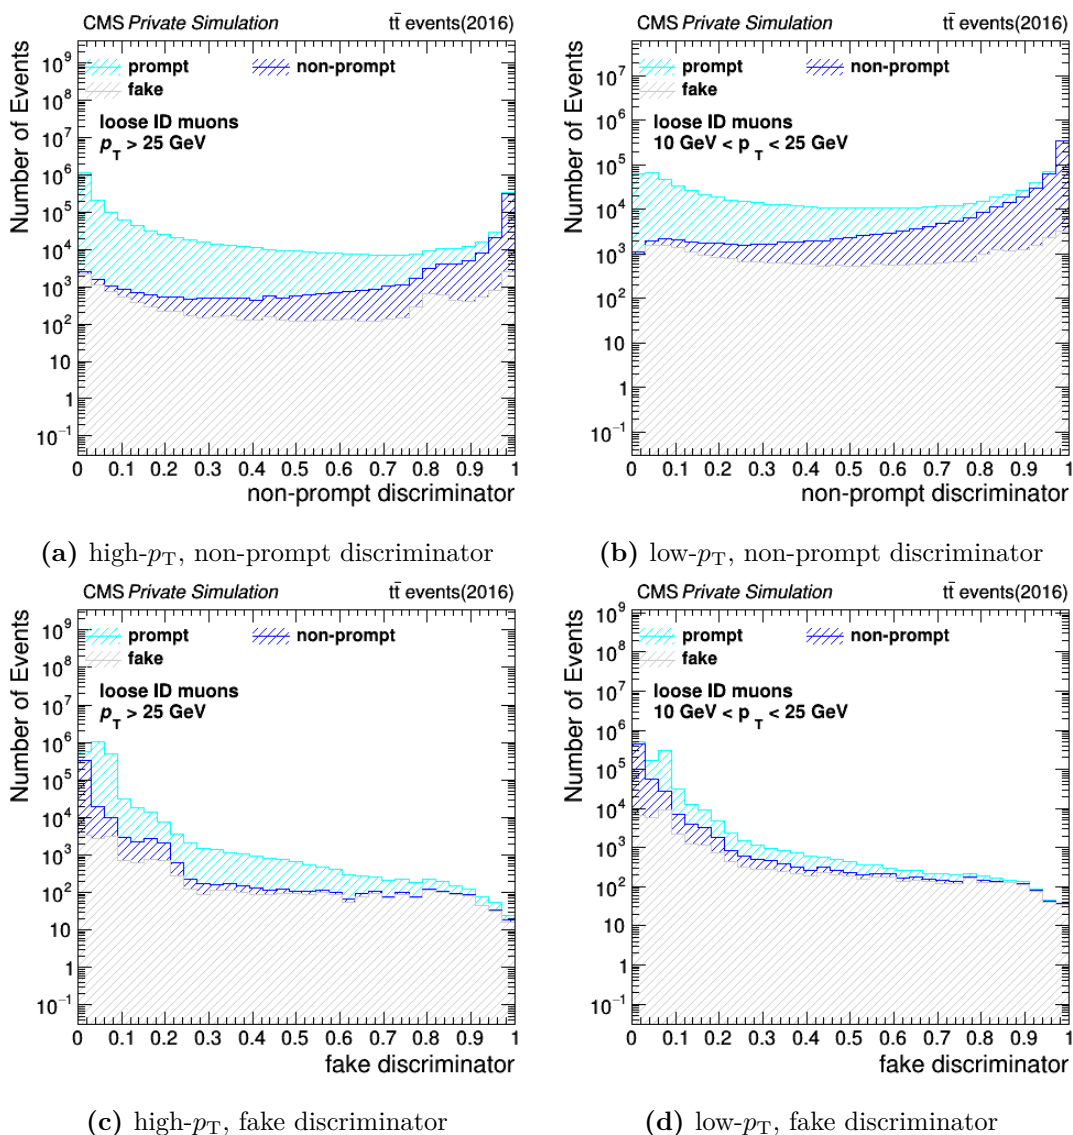 CMS Private Simulation tt̄ events(2016)
Number of Events
10⁹
10⁸
10⁷
10⁶
10⁵
10⁴
10³
10²
10
1
10⁻¹
prompt non-prompt
fake
loose ID muons
p_T > 25 GeV
0 0.1 0.2 0.3 0.4 0.5 0.6 0.7 0.8 0.9 1
non-prompt discriminator
(a) high-p_T, non-prompt discriminator
CMS Private Simulation tt̄ events(2016)
Number of Events
10⁷
10⁶
10⁵
10⁴
10³
10²
10
1
10⁻¹
prompt non-prompt
fake
loose ID muons
10 GeV < p_T < 25 GeV
0 0.1 0.2 0.3 0.4 0.5 0.6 0.7 0.8 0.9 1
non-prompt discriminator
(b) low-p_T, non-prompt discriminator
CMS Private Simulation tt̄ events(2016)
Number of Events
10⁹
10⁸
10⁷
10⁶
10⁵
10⁴
10³
10²
10
1
10⁻¹
prompt non-prompt
fake
loose ID muons
p_T > 25 GeV
0 0.1 0.2 0.3 0.4 0.5 0.6 0.7 0.8 0.9 1
fake discriminator
(c) high-p_T, fake discriminator
CMS Private Simulation tt̄ events(2016)
Number of Events
10⁹
10⁸
10⁷
10⁶
10⁵
10⁴
10³
10²
10
1
10⁻¹
prompt non-prompt
fake
loose ID muons
10 GeV < p_T < 25 GeV
0 0.1 0.2 0.3 0.4 0.5 0.6 0.7 0.8 0.9 1
fake discriminator
(d) low-p_T, fake discriminator